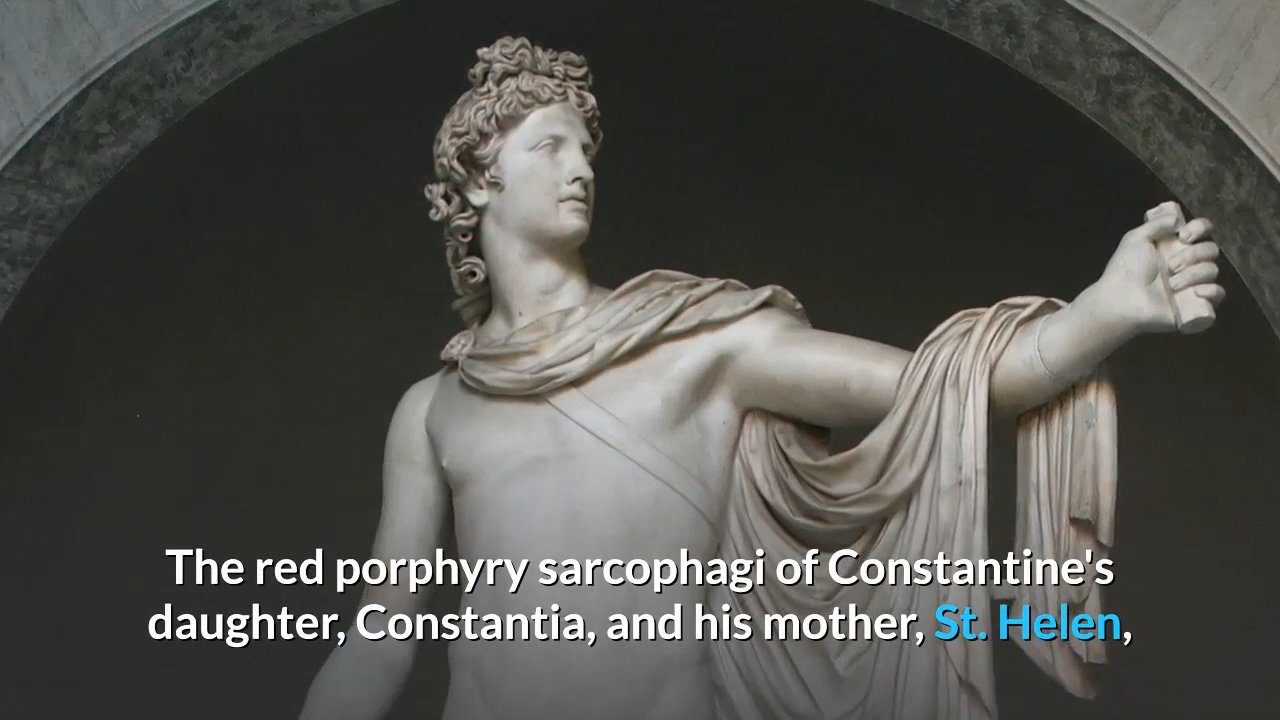 The red porphyry sarcophagi of Constantine's
daughter, Constantia, and his mother, St. Helen,